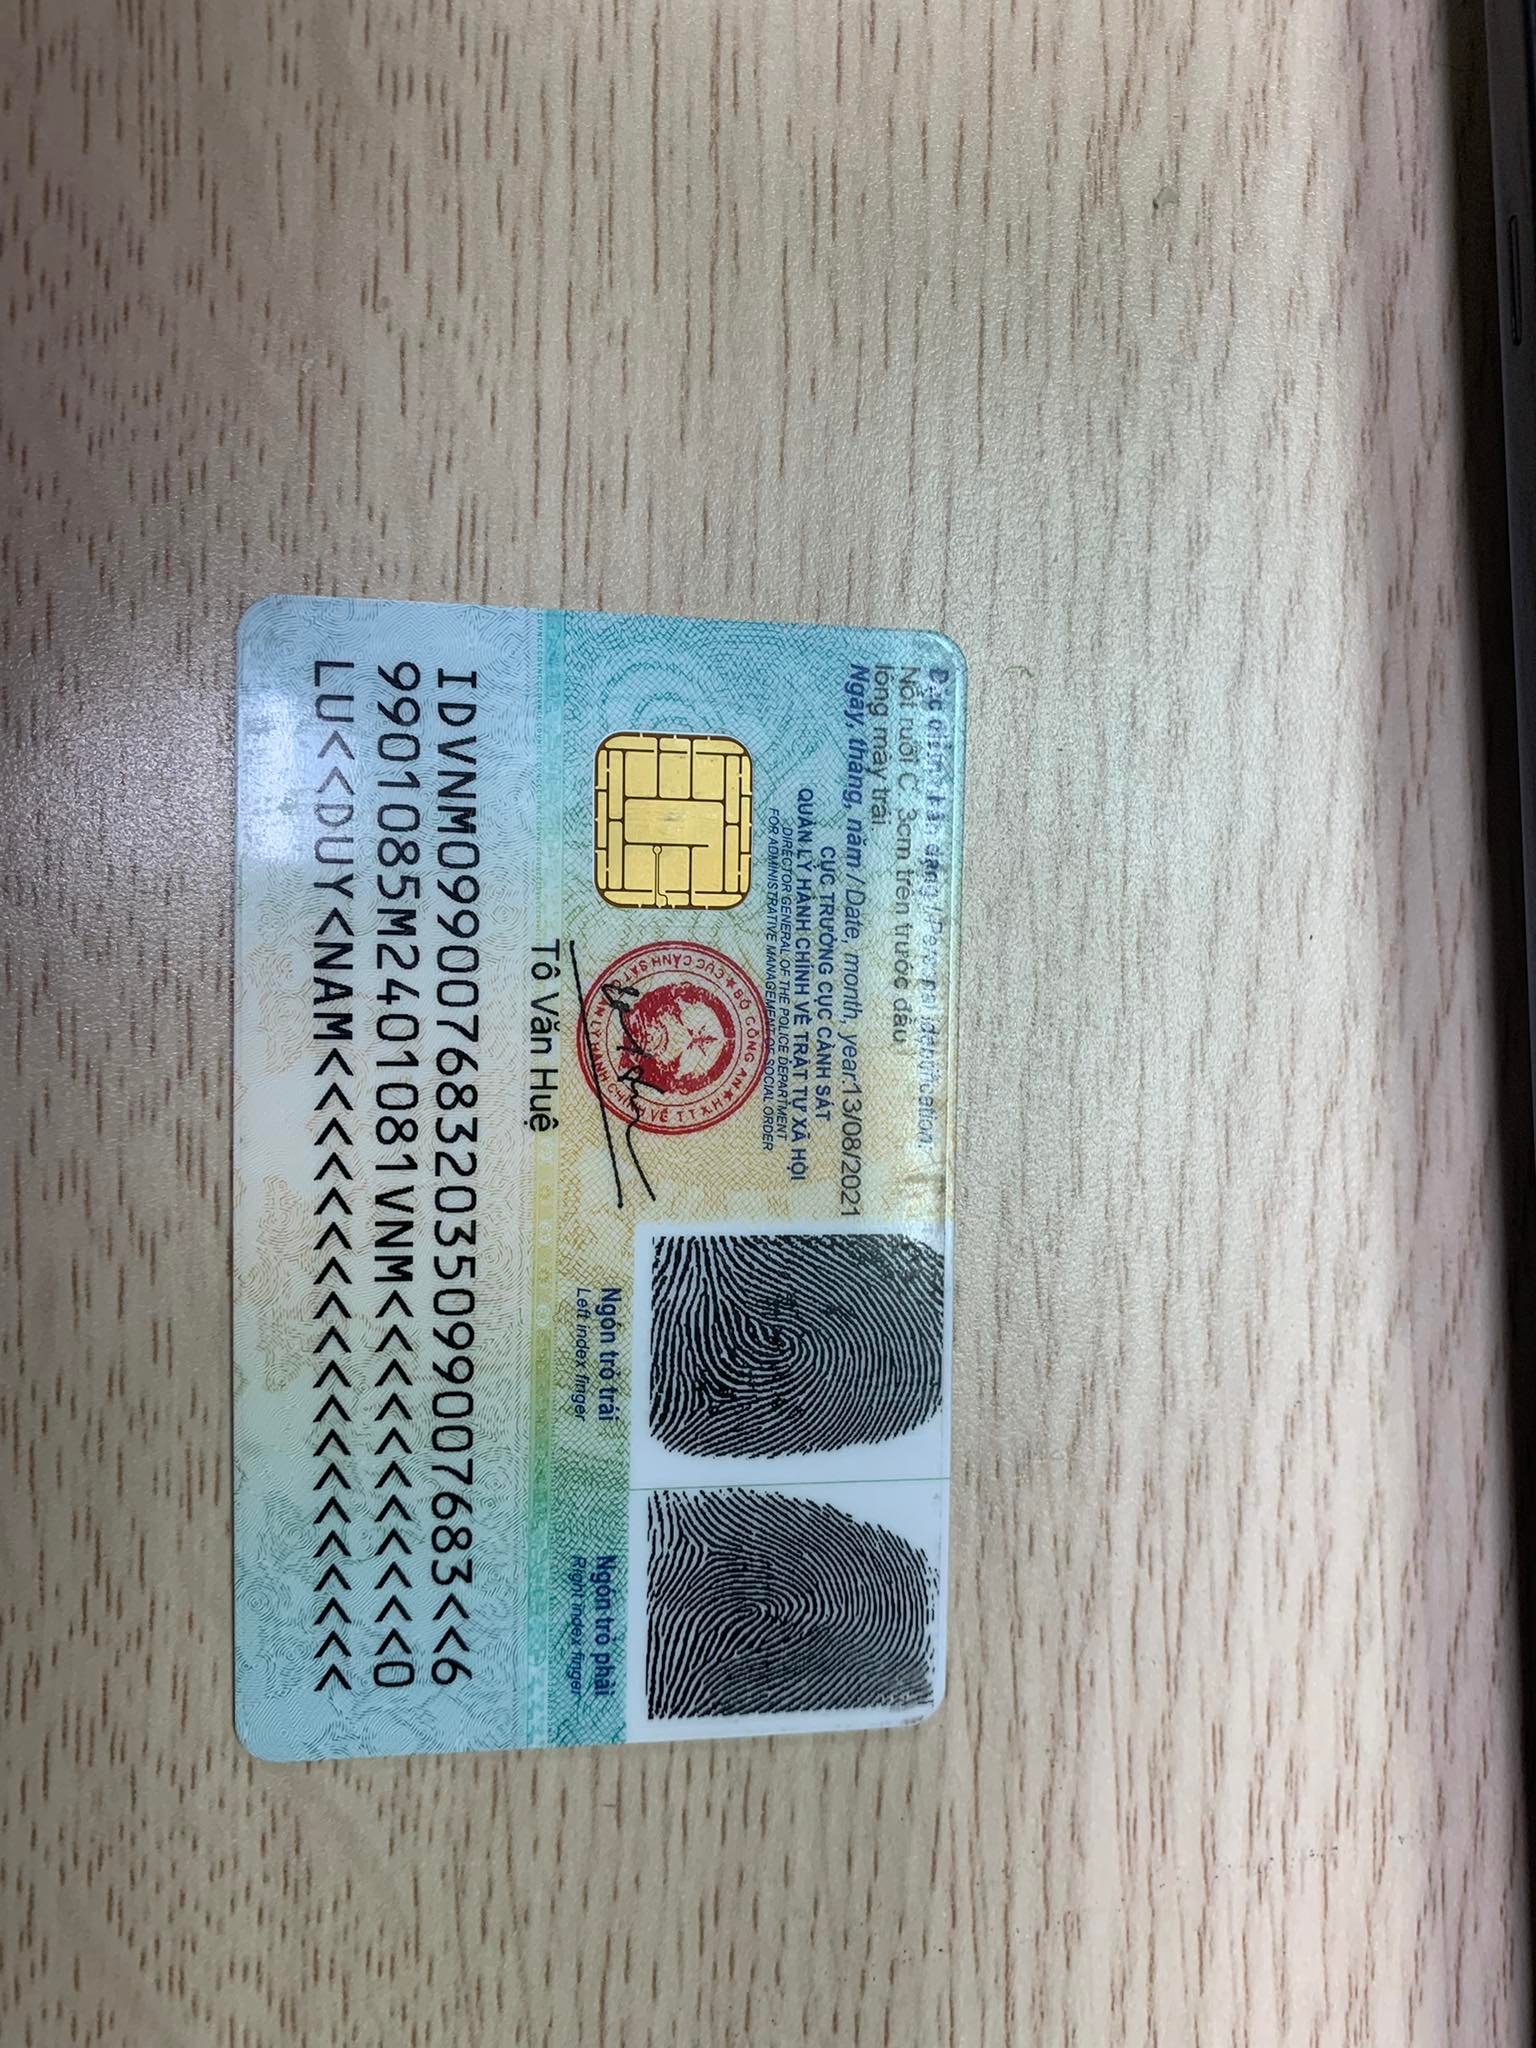 Đặc điểm nhân dạng / Personal identification:
Nốt ruồi C. 3cm trên trước đầu
lông mày trái.
Ngày, tháng, năm / Date, month, year: 13/08/2021
CỤC TRƯỞNG CỤC CẢNH SÁT
QUẢN LÝ HÀNH CHÍNH VỀ TRẬT TỰ XÃ HỘI
DIRECTOR GENERAL OF THE POLICE DEPARTMENT
FOR ADMINISTRATIVE MANAGEMENT OF SOCIAL ORDER
BỘ CÔNG AN
CỤC CẢNH SÁT QUẢN LÝ HÀNH CHÍNH VỀ TTXH
Tô Văn Huệ
Ngón trỏ trái
Left index finger
Ngón trỏ phải
Right index finger
IDVNM0990076832035099007683<<6
9901085M2401081VNM<<<<<<<<<<<0
LU<<DUY<NAM<<<<<<<<<<<<<<<<<<<